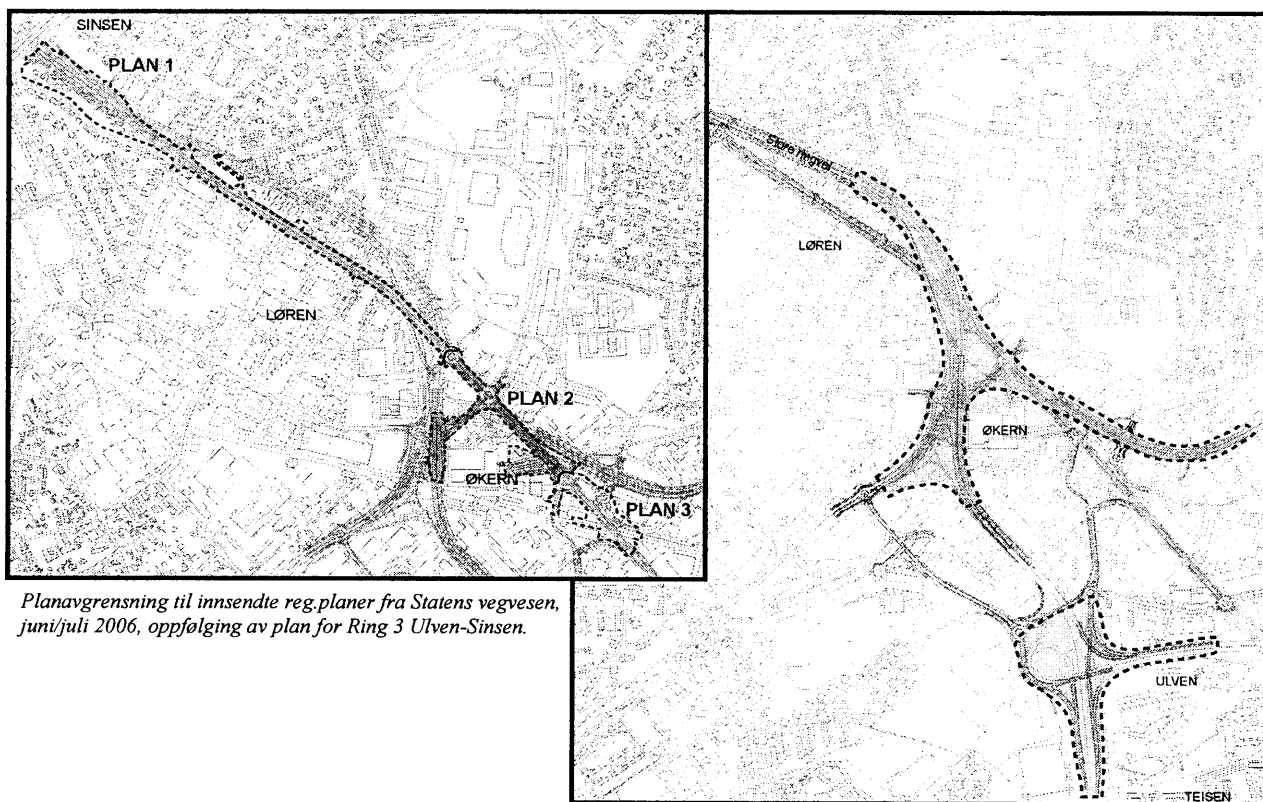 SINSEN
PLAN 1
LØREN
PLAN 2
ØKERN
PLAN 3
Planavgrensning til innsendte reg.planer fra Statens vegvesen,
juni/juli 2006, oppfølging av plan for Ring 3 Ulven-Sinsen.
Store ringvei
LØREN
ØKERN
ULVEN
TEISEN